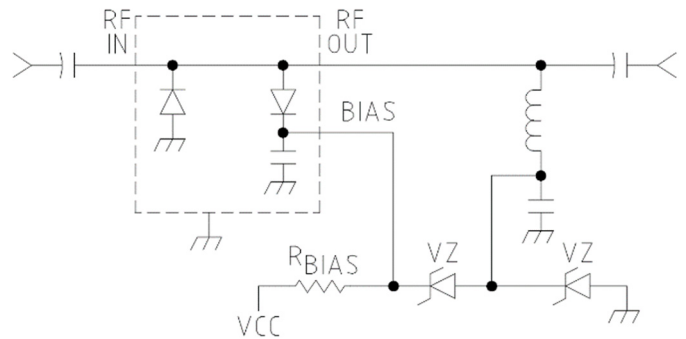 RF IN
RF OUT
BIAS
RBIAS
VZ
VZ
VCC